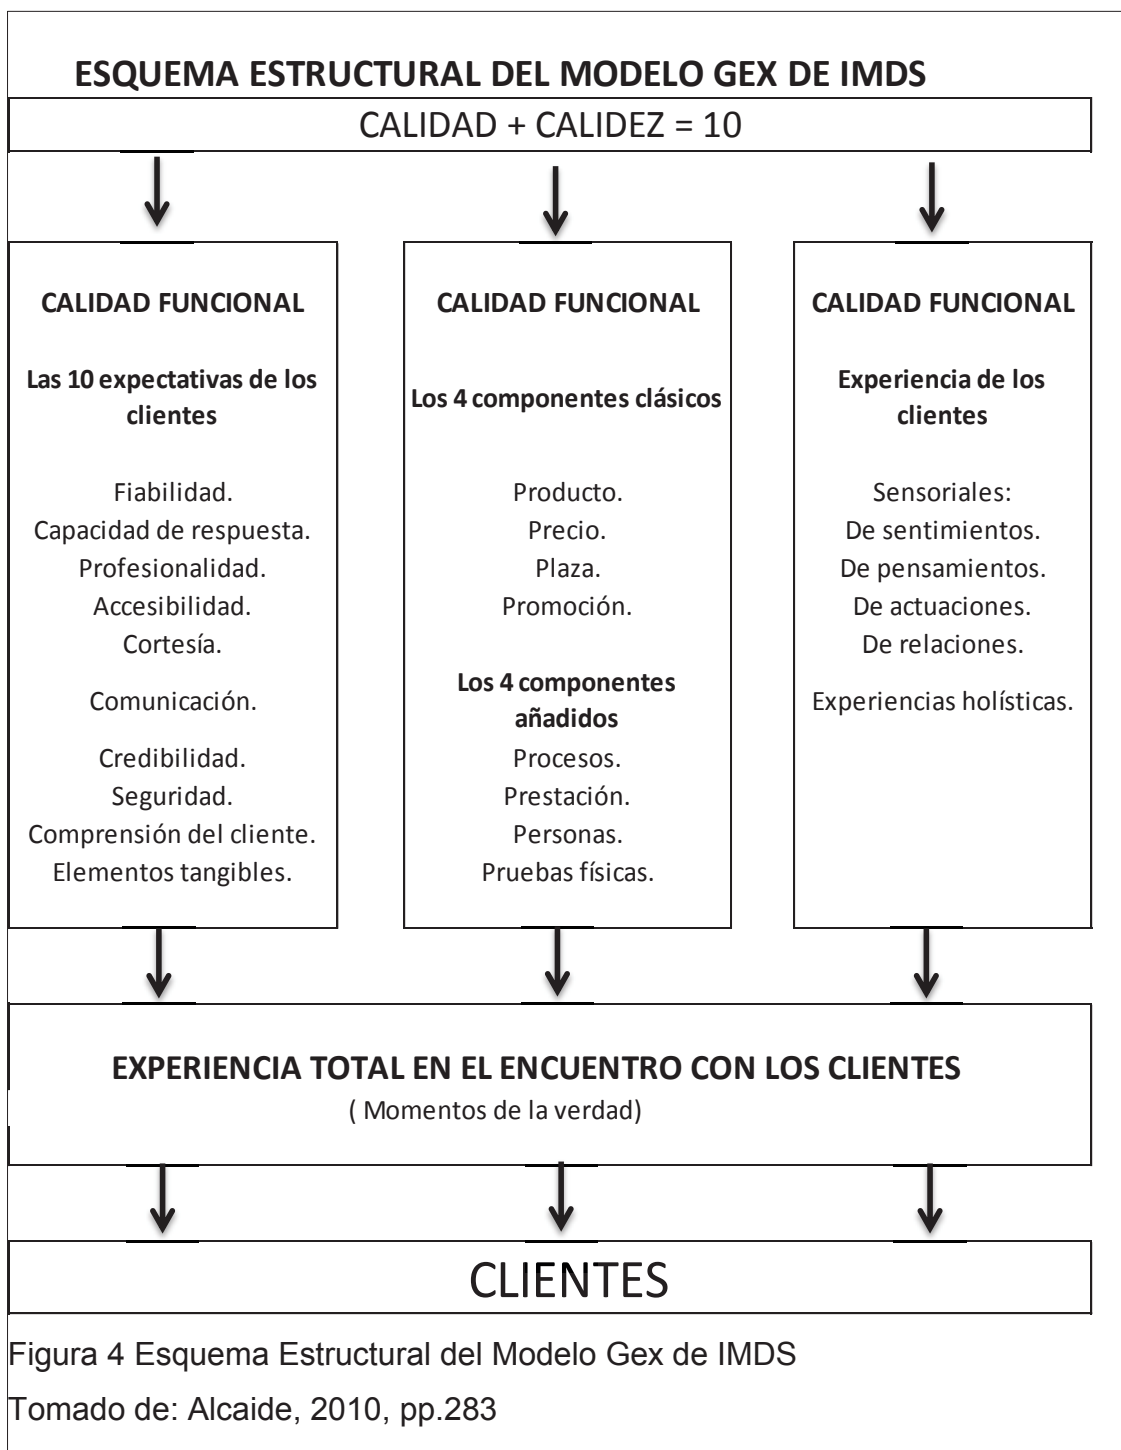 ESQUEMA ESTRUCTURAL DEL MODELO GEX DE IMDS
CALIDAD + CALIDEZ = 10
CALIDAD FUNCIONAL
Las 10 expectativas de los
clientes
Fiabilidad.
Capacidad de respuesta.
Profesionalidad.
Accesibilidad.
Cortesía.
Comunicación.
Credibilidad.
Seguridad.
Comprensión del cliente.
Elementos tangibles.
CALIDAD FUNCIONAL
Los 4 componentes clásicos
Producto.
Precio.
Plaza.
Promoción.
Los 4 componentes
añadidos
Procesos.
Prestación.
Personas.
Pruebas físicas.
CALIDAD FUNCIONAL
Experiencia de los
clientes
Sensoriales:
De sentimientos.
De pensamientos.
De actuaciones.
De relaciones.
Experiencias holísticas.
EXPERIENCIA TOTAL EN EL ENCUENTRO CON LOS CLIENTES
( Momentos de la verdad)
CLIENTES
Figura 4 Esquema Estructural del Modelo Gex de IMDS
Tomado de: Alcaide, 2010, pp.283